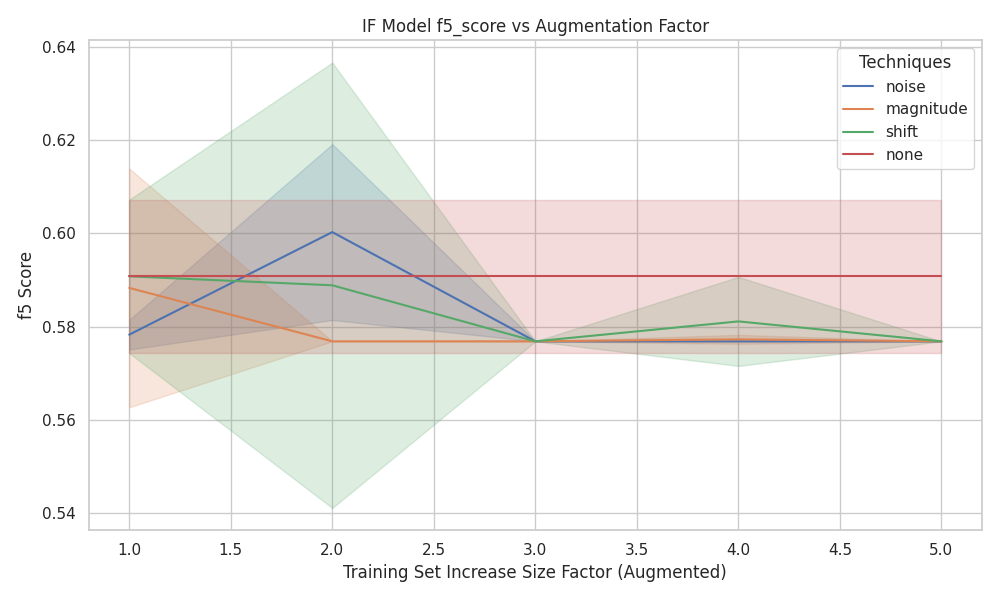 IF Model f5_score vs Augmentation Factor
Techniques
noise
magnitude
shift
none
f5 Score
0.64
0.62
0.60
0.58
0.56
0.54
1.0 1.5 2.0 2.5 3.0 3.5 4.0 4.5 5.0
Training Set Increase Size Factor (Augmented)